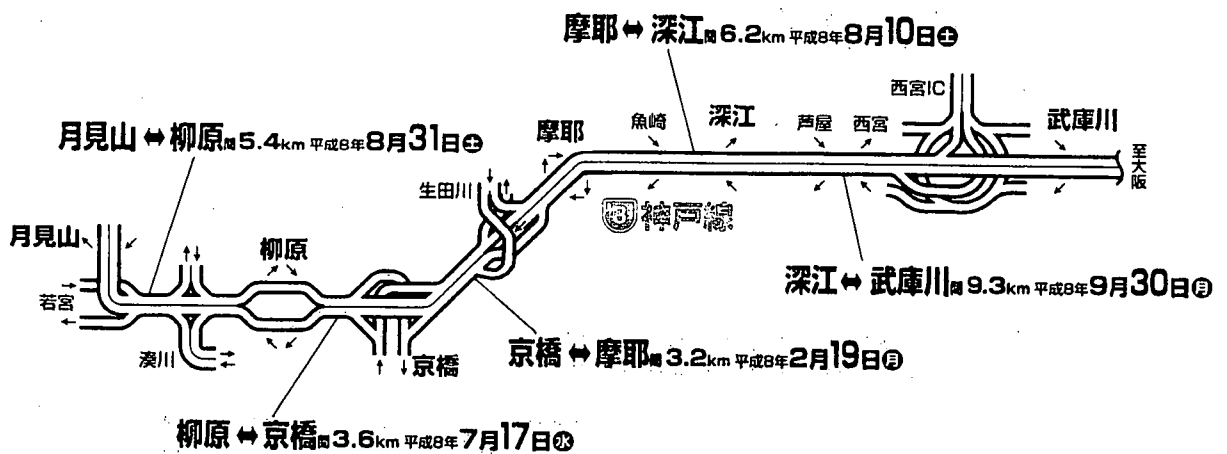 摩耶⇔深江間6.2km 平成8年8月10日㊏
西宮IC
月見山⇔柳原間5.4km 平成8年8月31日㊏
摩耶
魚崎
深江
芦屋
西宮
武庫川
至大阪
生田川
3 神戸線
月見山
柳原
深江⇔武庫川間9.3km 平成8年9月30日㊊
若宮
湊川
京橋
京橋⇔摩耶間3.2km 平成8年2月19日㊊
柳原⇔京橋間3.6km 平成8年7月17日㊌